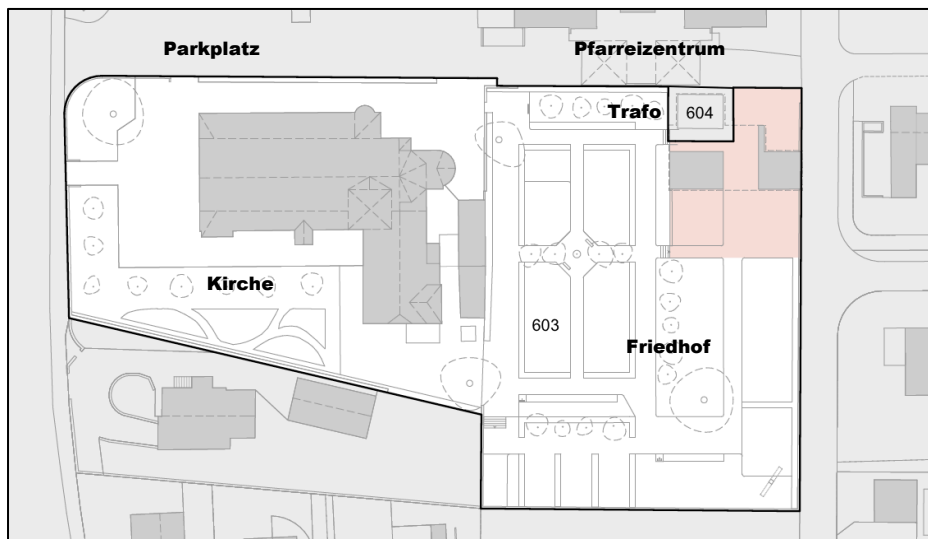 Parkplatz
Pfarreizentrum
Trafo
604
Kirche
603
Friedhof